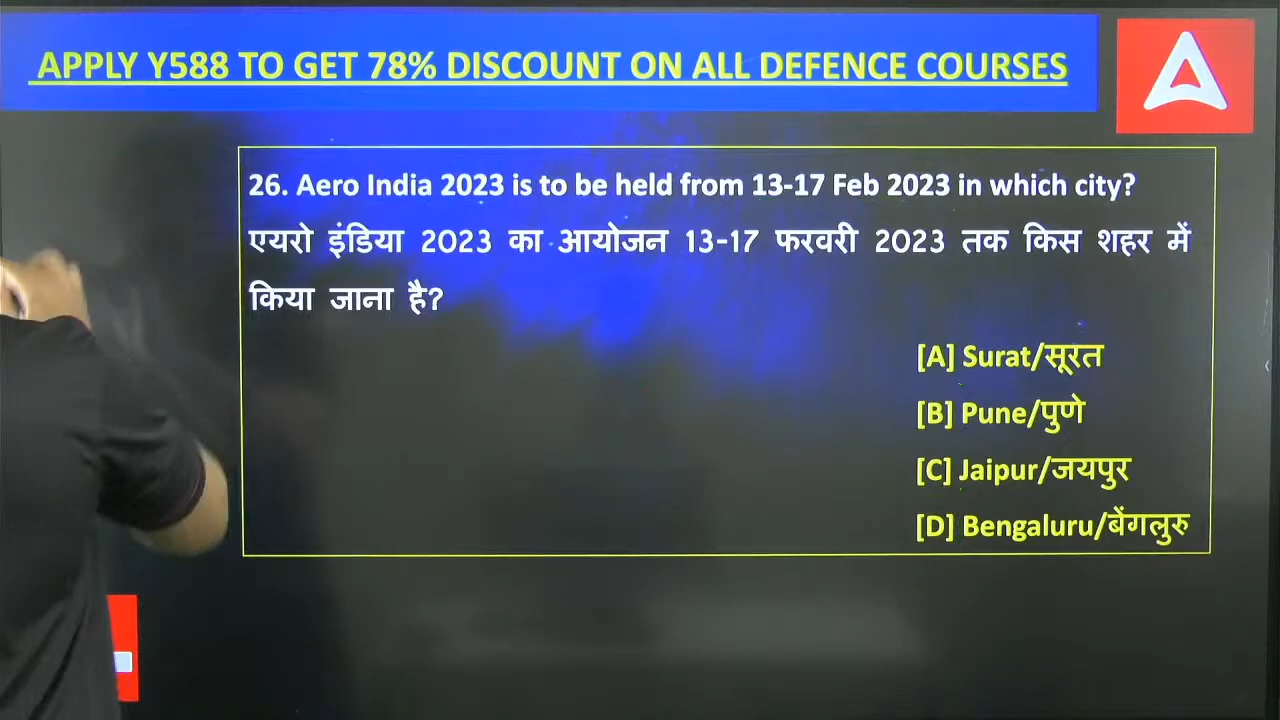 APPLY Y588 TO GET 78% DISCOUNT ON ALL DEFENCE COURSES
26. Aero India 2023 is to be held from 13-17 Feb 2023 in which city?
एयरो इंडिया 2023 का आयोजन 13-17 फरवरी 2023 तक किस शहर में
किया जाना है?
[A] Surat/सूरत
[B] Pune/पुणे
[C] Jaipur/जयपुर
[D] Bengaluru/बेंगलुरु